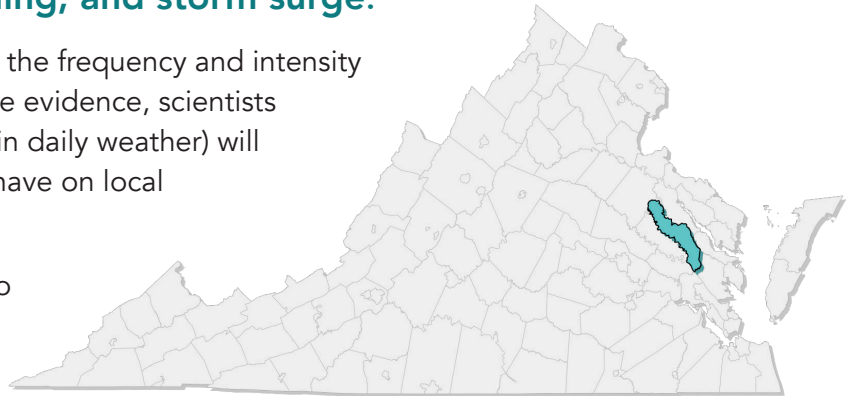 ing, and storm surge.
the frequency and intensity
e evidence, scientists
in daily weather) will
have on local
o